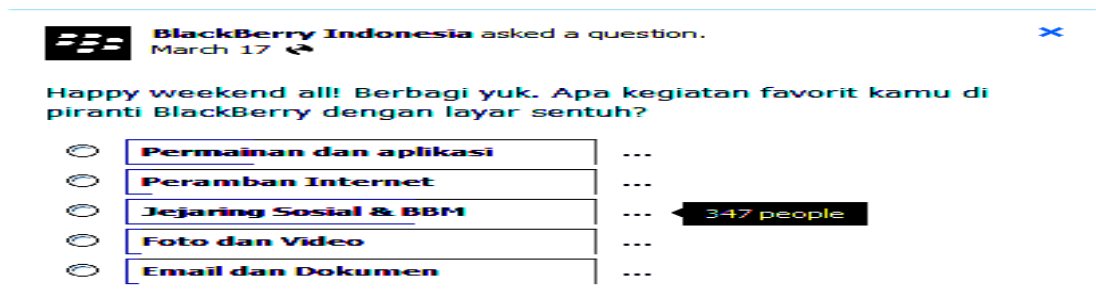 BlackBerry Indonesia asked a question.
March 17
Happy weekend all! Berbagi yuk. Apa kegiatan favorit kamu di
piranti BlackBerry dengan layar sentuh?
Permainan dan aplikasi ...
Peramban Internet ...
Jejaring Sosial & BBM ... 347 people
Foto dan Video ...
Email dan Dokumen ...